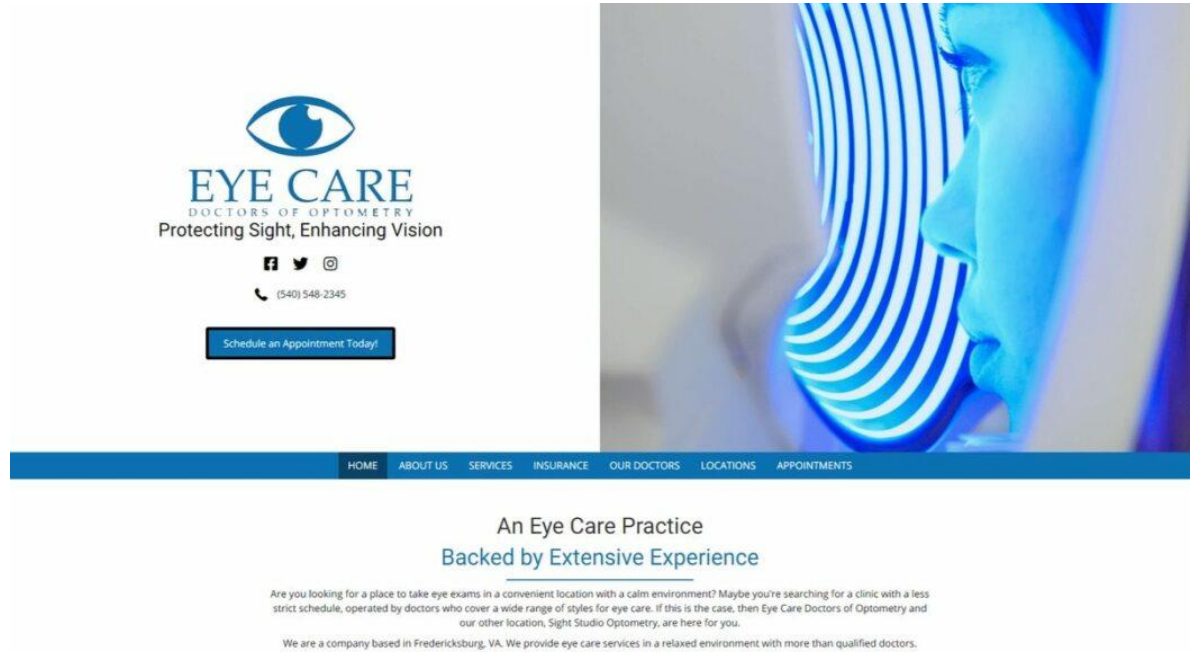 EYE CARE
DOCTORS OF OPTOMETRY
Protecting Sight, Enhancing Vision
(540) 548-2345
Schedule an Appointment Today!
HOME ABOUT US SERVICES INSURANCE OUR DOCTORS LOCATIONS APPOINTMENTS
An Eye Care Practice
Backed by Extensive Experience
Are you looking for a place to take eye exams in a convenient location with a calm environment? Maybe you're searching for a clinic with a less
strict schedule, operated by doctors who cover a wide range of styles for eye care. If this is the case, then Eye Care Doctors of Optometry and
our other location, Sight Studio Optometry, are here for you.
We are a company based in Fredericksburg, VA. We provide eye care services in a relaxed environment with more than qualified doctors.